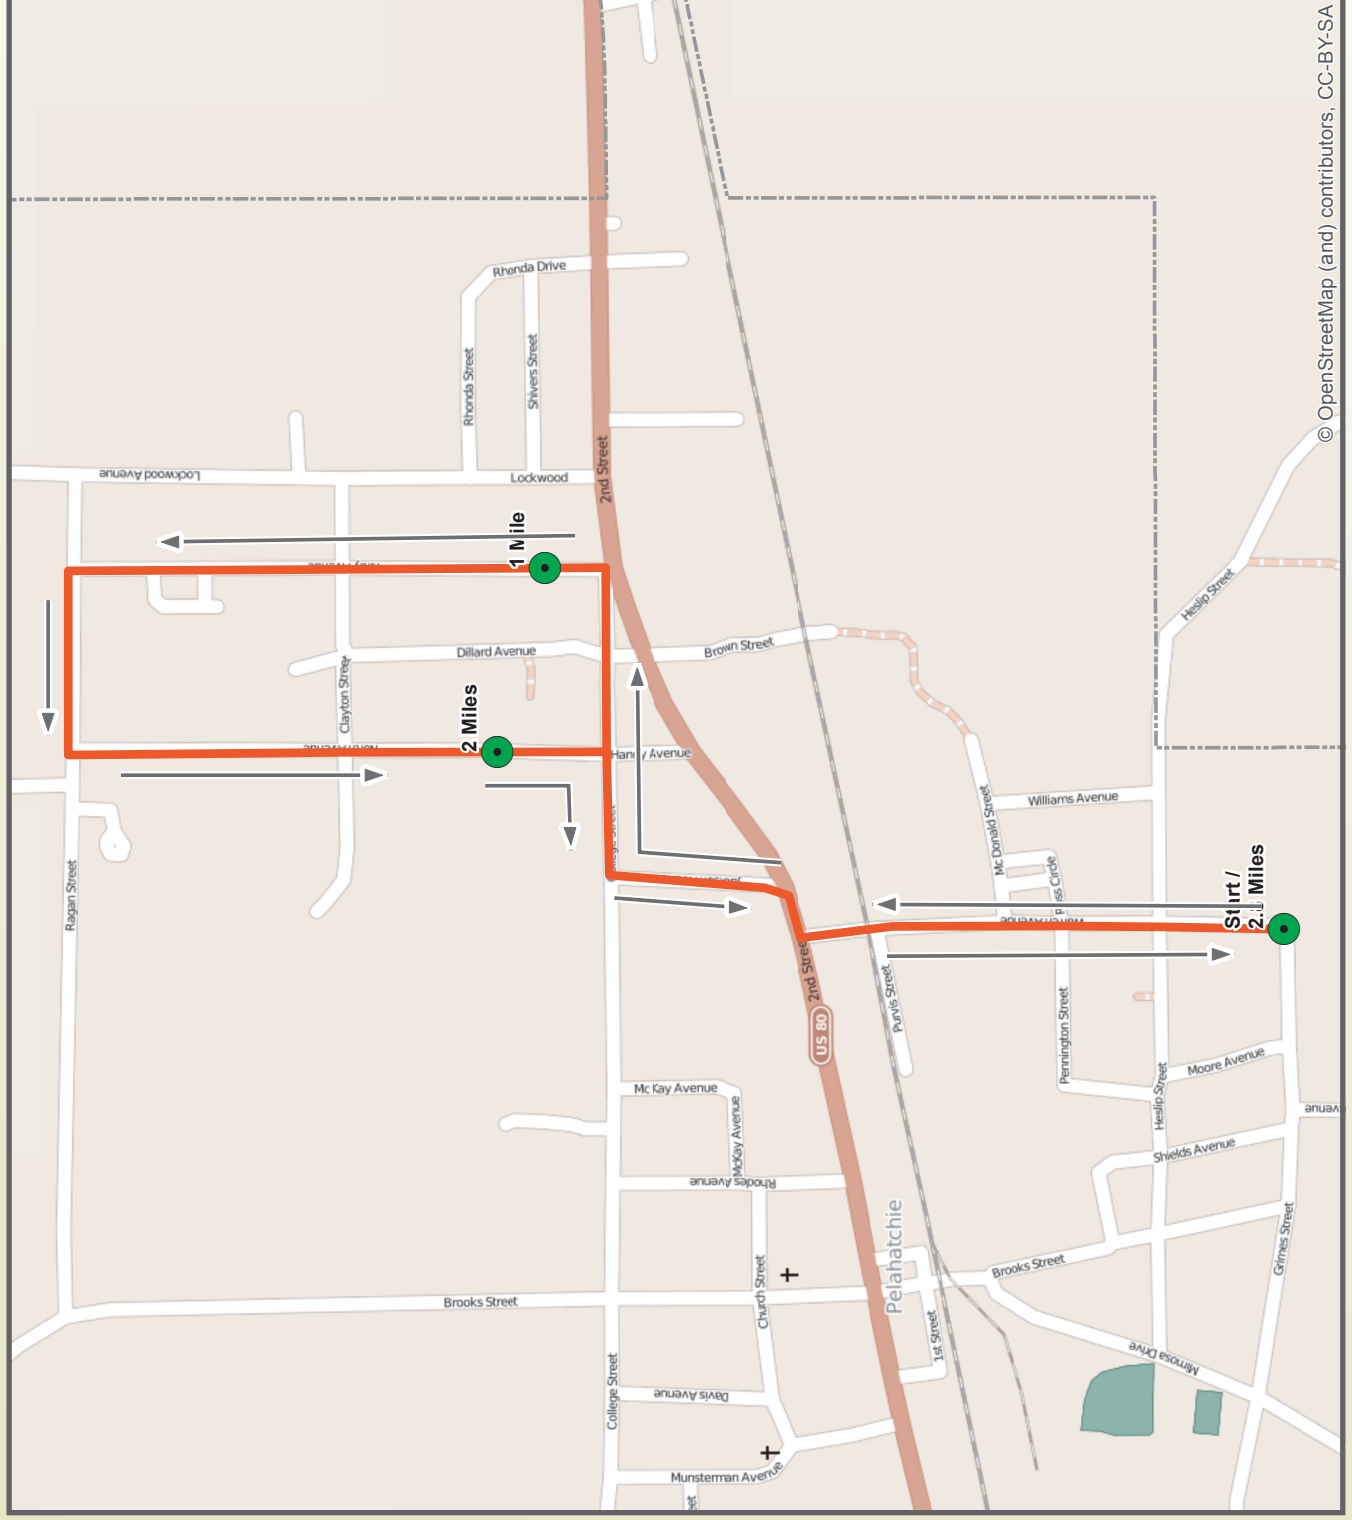 © OpenStreetMap (and) contributors, CC-BY-SA
Rhonda Drive
Rhonda Street
Shivers Street
2nd Street
Lockwood Avenue
Lockwood
1 Mile
Dillard Avenue
Brown Street
Heslip Street
Clayton Street
2 Miles
Avenue
Williams Avenue
Mc Donald Street
Ragan Street
Start /
Miles
Warren Avenue
2nd Street
Purvis Street
US 80
Pennington Street
Moore Avenue
Heslip Street
Mc Kay Avenue
McKay Avenue
Shields Avenue
Rhodes Avenue
Pelahatchie
Grimes Street
Brooks Street
Brooks Street
Church Street
1st Street
Mimosa Drive
College Street
Davis Avenue
Munsterman Avenue